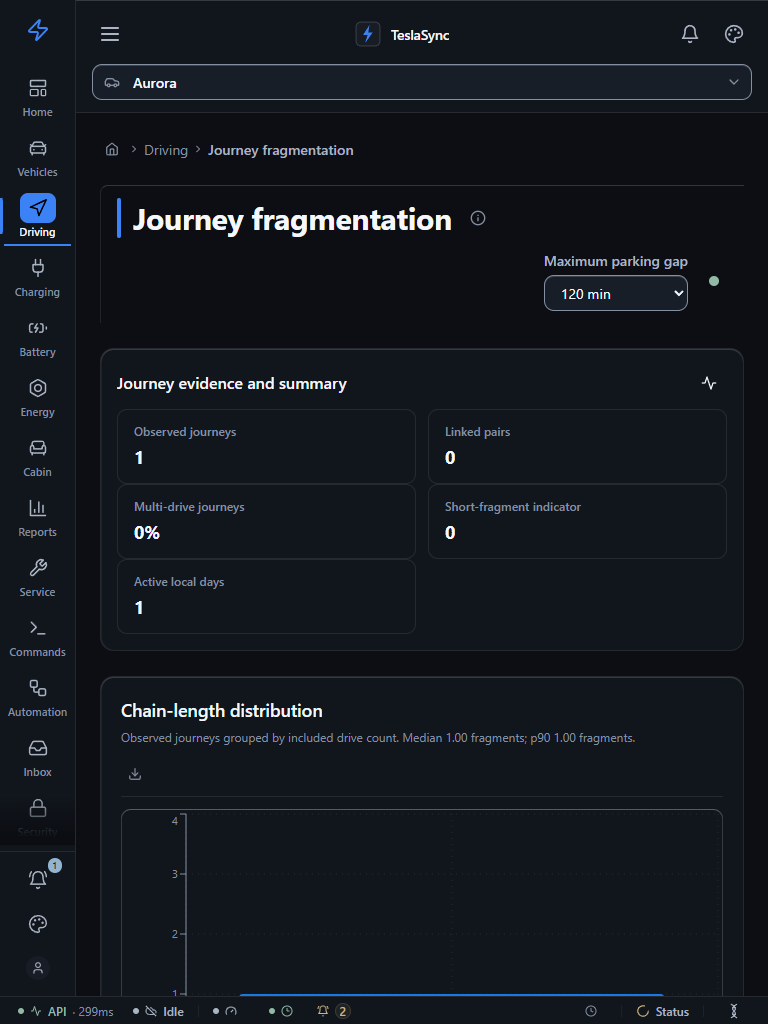 TeslaSync
Aurora
Home
Vehicles
Driving
Charging
Battery
Energy
Cabin
Reports
Service
Commands
Automation
Inbox
Security
1
Driving
Journey fragmentation
Journey fragmentation
Maximum parking gap
120 min
Journey evidence and summary
Observed journeys
1
Linked pairs
0
Multi-drive journeys
0%
Short-fragment indicator
0
Active local days
1
Chain-length distribution
Observed journeys grouped by included drive count. Median 1.00 fragments; p90 1.00 fragments.
4
3
2
1
API · 299ms
Idle
2
Status